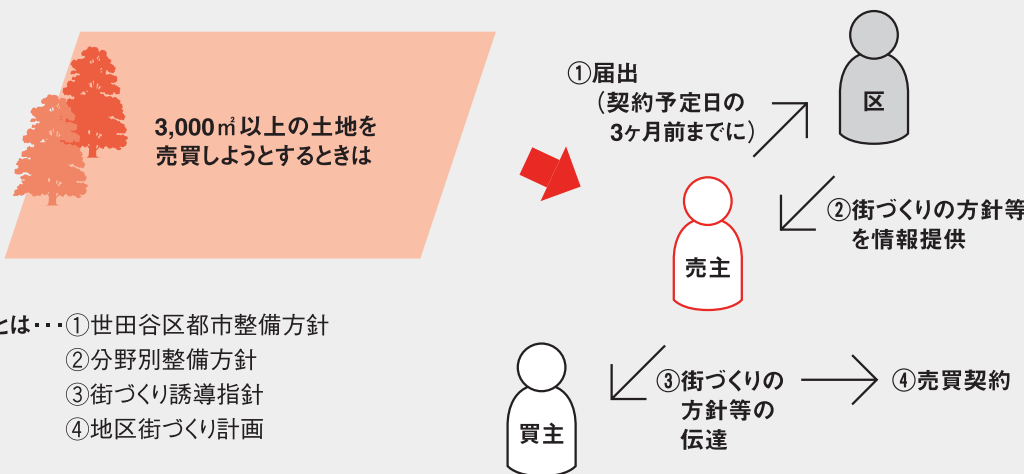 3,000㎡以上の土地を
売買しようとするときは
①届出
(契約予定日の
3ヶ月前までに)
区
②街づくりの方針等
を情報提供
売主
とは…①世田谷区都市整備方針
②分野別整備方針
③街づくり誘導指針
④地区街づくり計画
買主
③街づくりの
方針等の
伝達
④売買契約